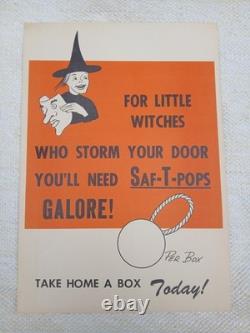 FOR LITTLE
WITCHES
WHO STORM YOUR DOOR
YOU'LL NEED SAF-T-POPS
GALORE!
PER BOX
TAKE HOME A BOX Today!